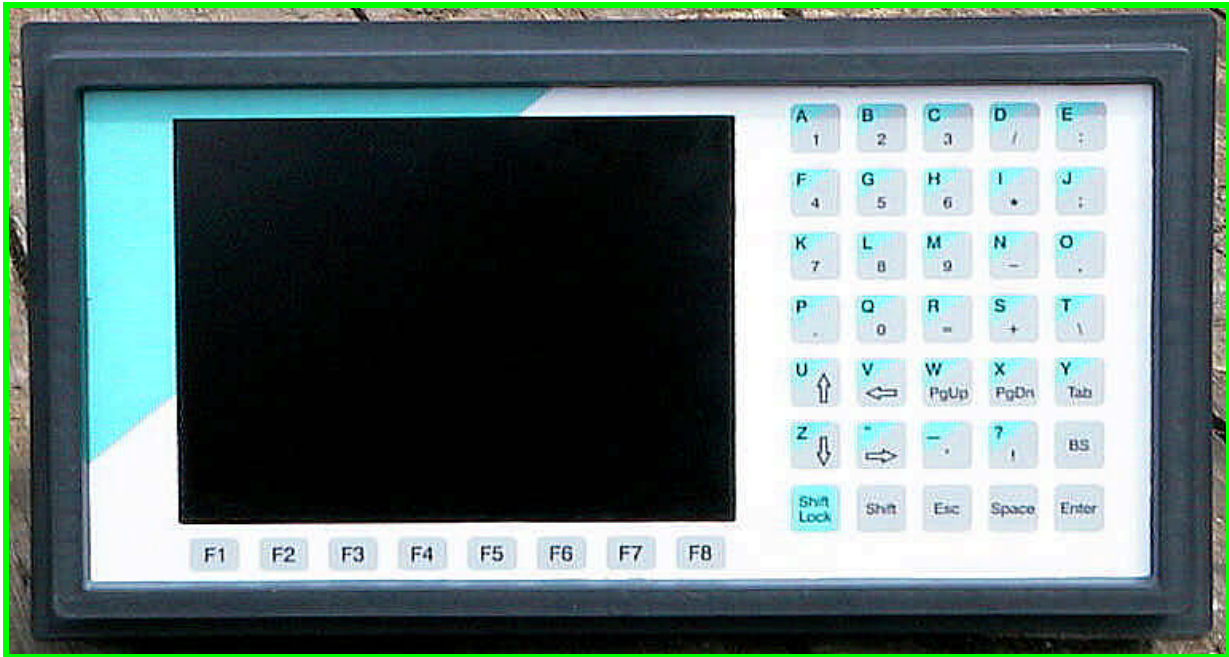 A B C D E
1 2 3 / :
F G H I J
4 5 6 * ;
K L M N O
7 8 9 - ,
P Q R S T
. 0 = + \
U V W X Y
PgUp PgDn Tab
Z " _ ?
' ! BS
Shift Shift Esc Space Enter
Lock
F1 F2 F3 F4 F5 F6 F7 F8